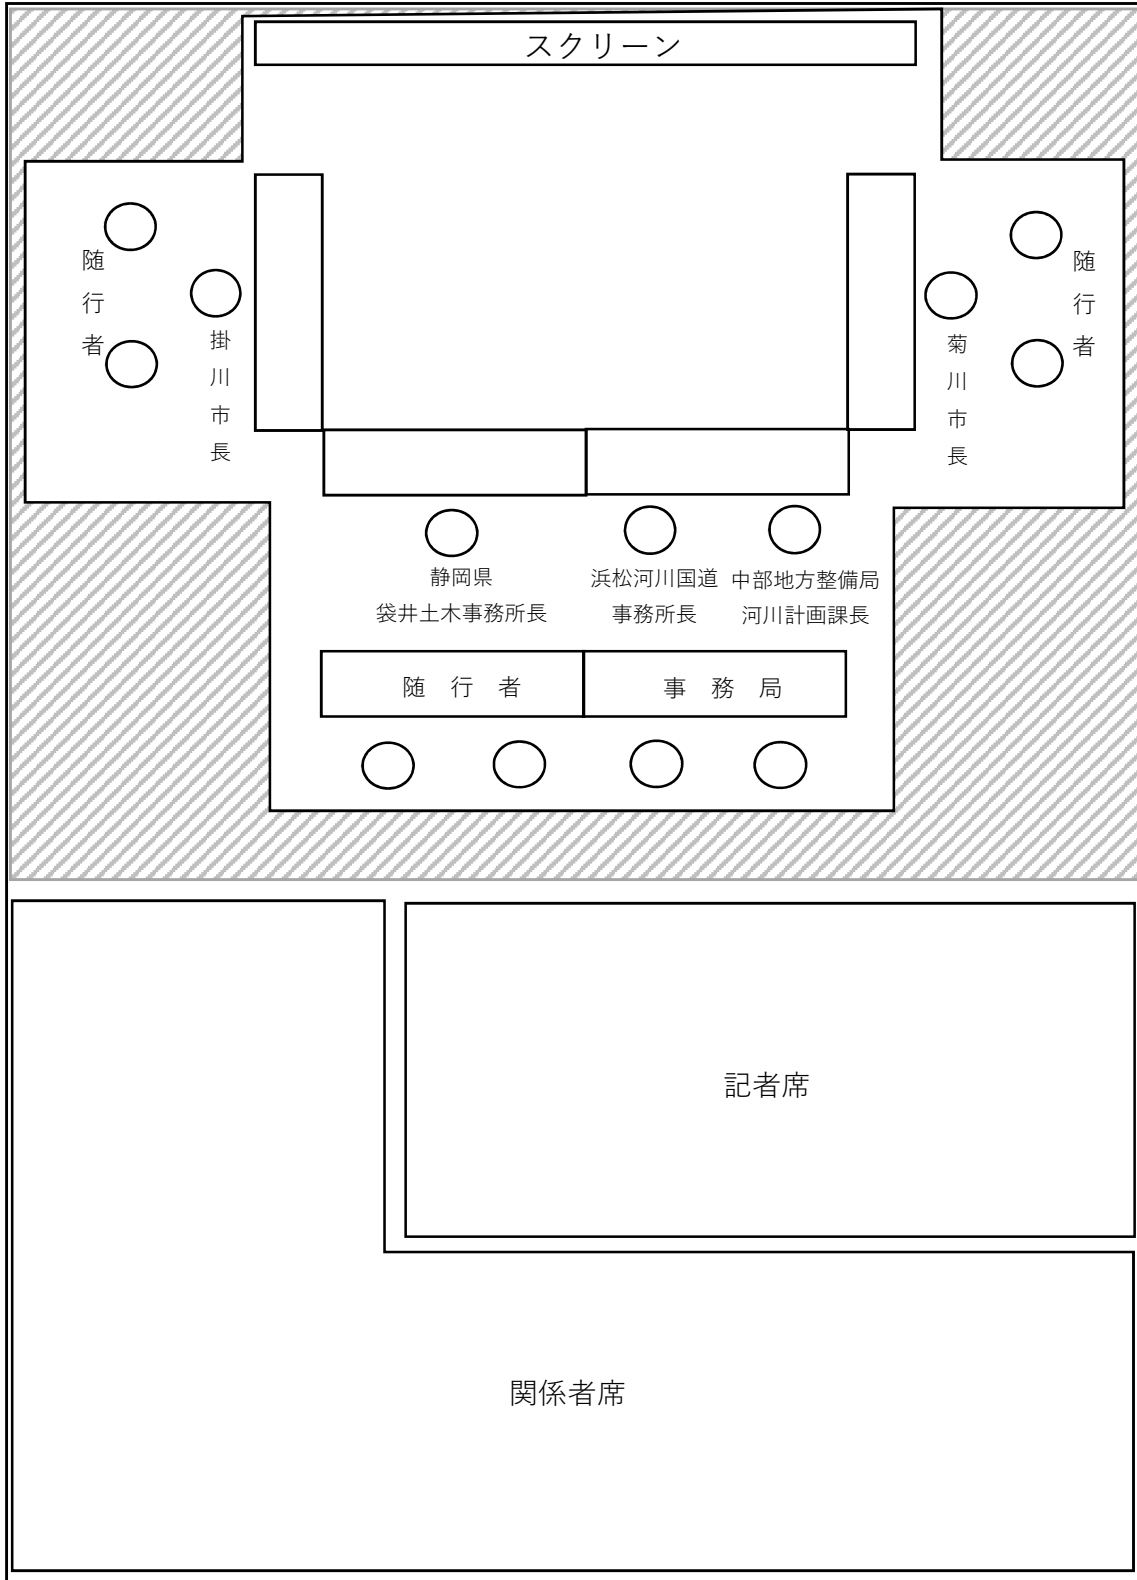 スクリーン
随行者
掛川市長
菊川市長
随行者
静岡県
袋井土木事務所長
浜松河川国道
事務所長
中部地方整備局
河川計画課長
随 行 者
事 務 局
記者席
関係者席